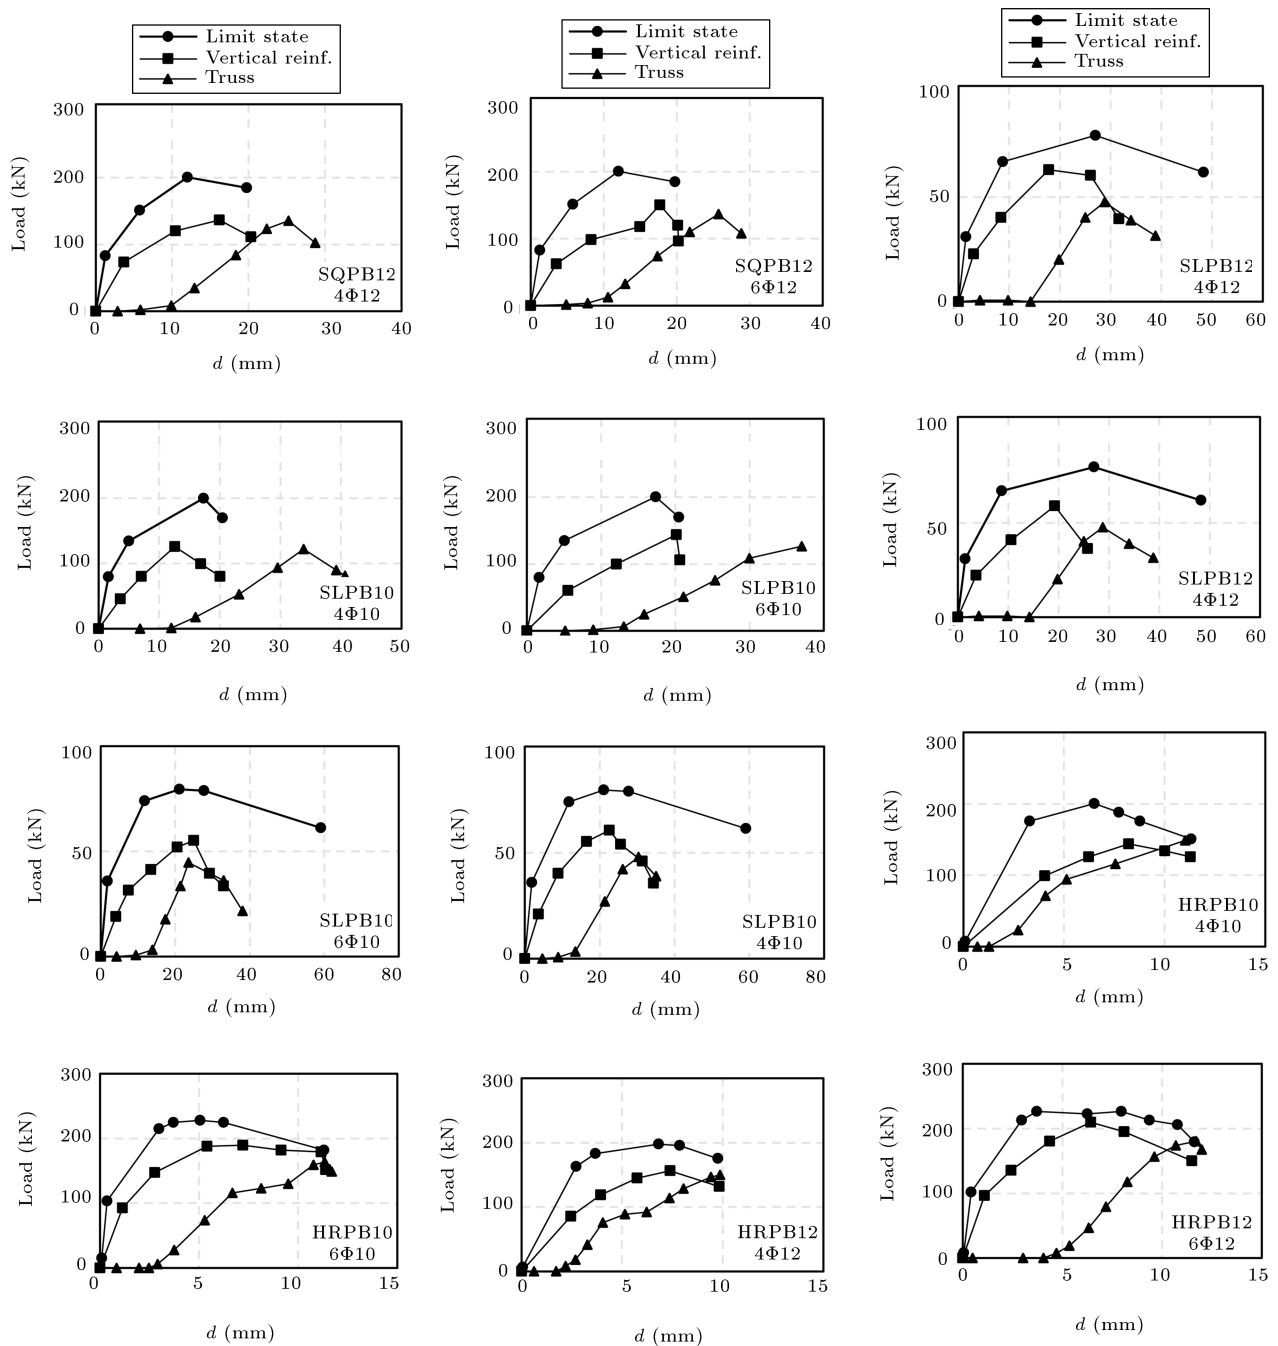 Limit state
Vertical reinf.
Truss
Limit state
Vertical reinf.
Truss
Limit state
Vertical reinf.
Truss
300
200
100
0
Load (kN)
SQPB12
4Φ12
0 10 20 30 40
d (mm)
300
200
100
0
Load (kN)
SQPB12
6Φ12
0 10 20 30 40
d (mm)
100
50
0
Load (kN)
SLPB12
4Φ12
0 10 20 30 40 50 60
d (mm)
300
200
100
0
Load (kN)
SLPB10
4Φ10
0 10 20 30 40 50
d (mm)
300
200
100
0
Load (kN)
SLPB10
6Φ10
0 10 20 30 40
d (mm)
100
50
0
Load (kN)
SLPB12
4Φ12
0 10 20 30 40 50 60
d (mm)
100
50
0
Load (kN)
SLPB10
6Φ10
0 20 40 60 80
d (mm)
100
50
0
Load (kN)
SLPB10
4Φ10
0 20 40 60 80
d (mm)
300
200
100
0
Load (kN)
HRPB10
4Φ10
0 5 10 15
d (mm)
300
200
100
0
Load (kN)
HRPB10
6Φ10
0 5 10 15
d (mm)
300
200
100
0
Load (kN)
HRPB12
4Φ12
0 5 10 15
d (mm)
300
200
100
0
Load (kN)
HRPB12
6Φ12
0 5 10 15
d (mm)